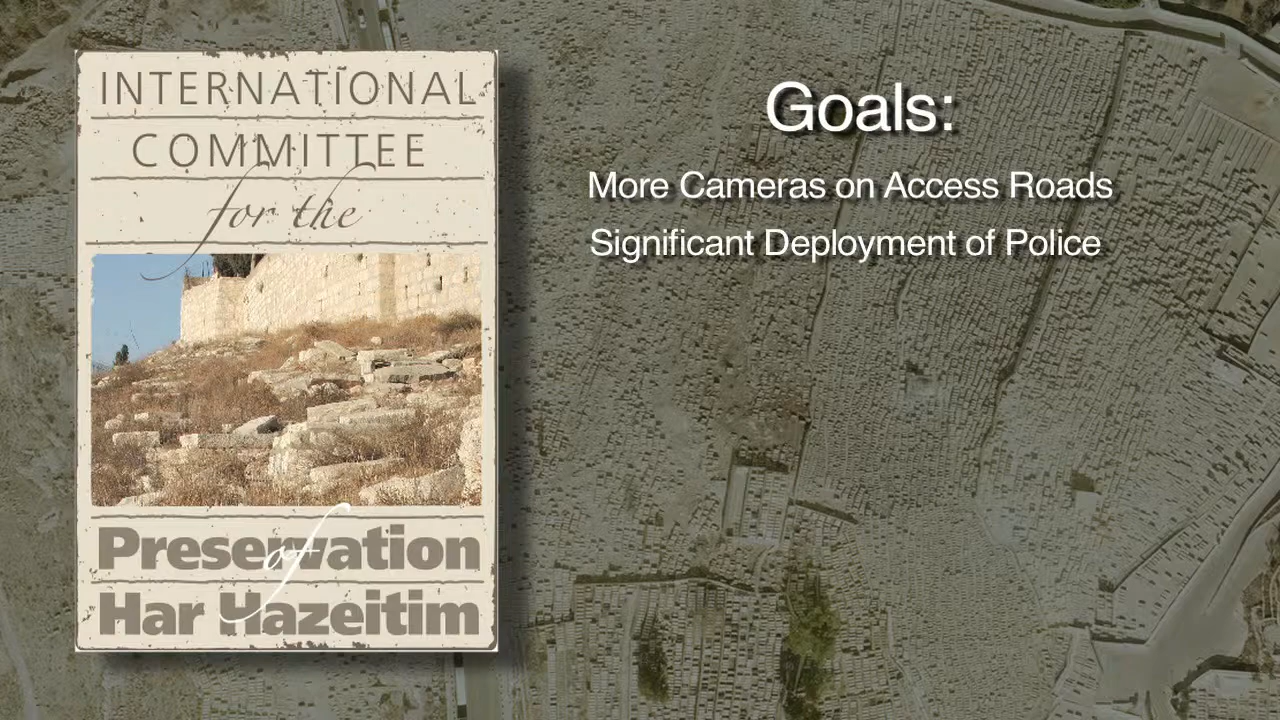 INTERNATIONAL
COMMITTEE
for the
Preservation
of
Har Hazeitim
Goals:
More Cameras on Access Roads
Significant Deployment of Police